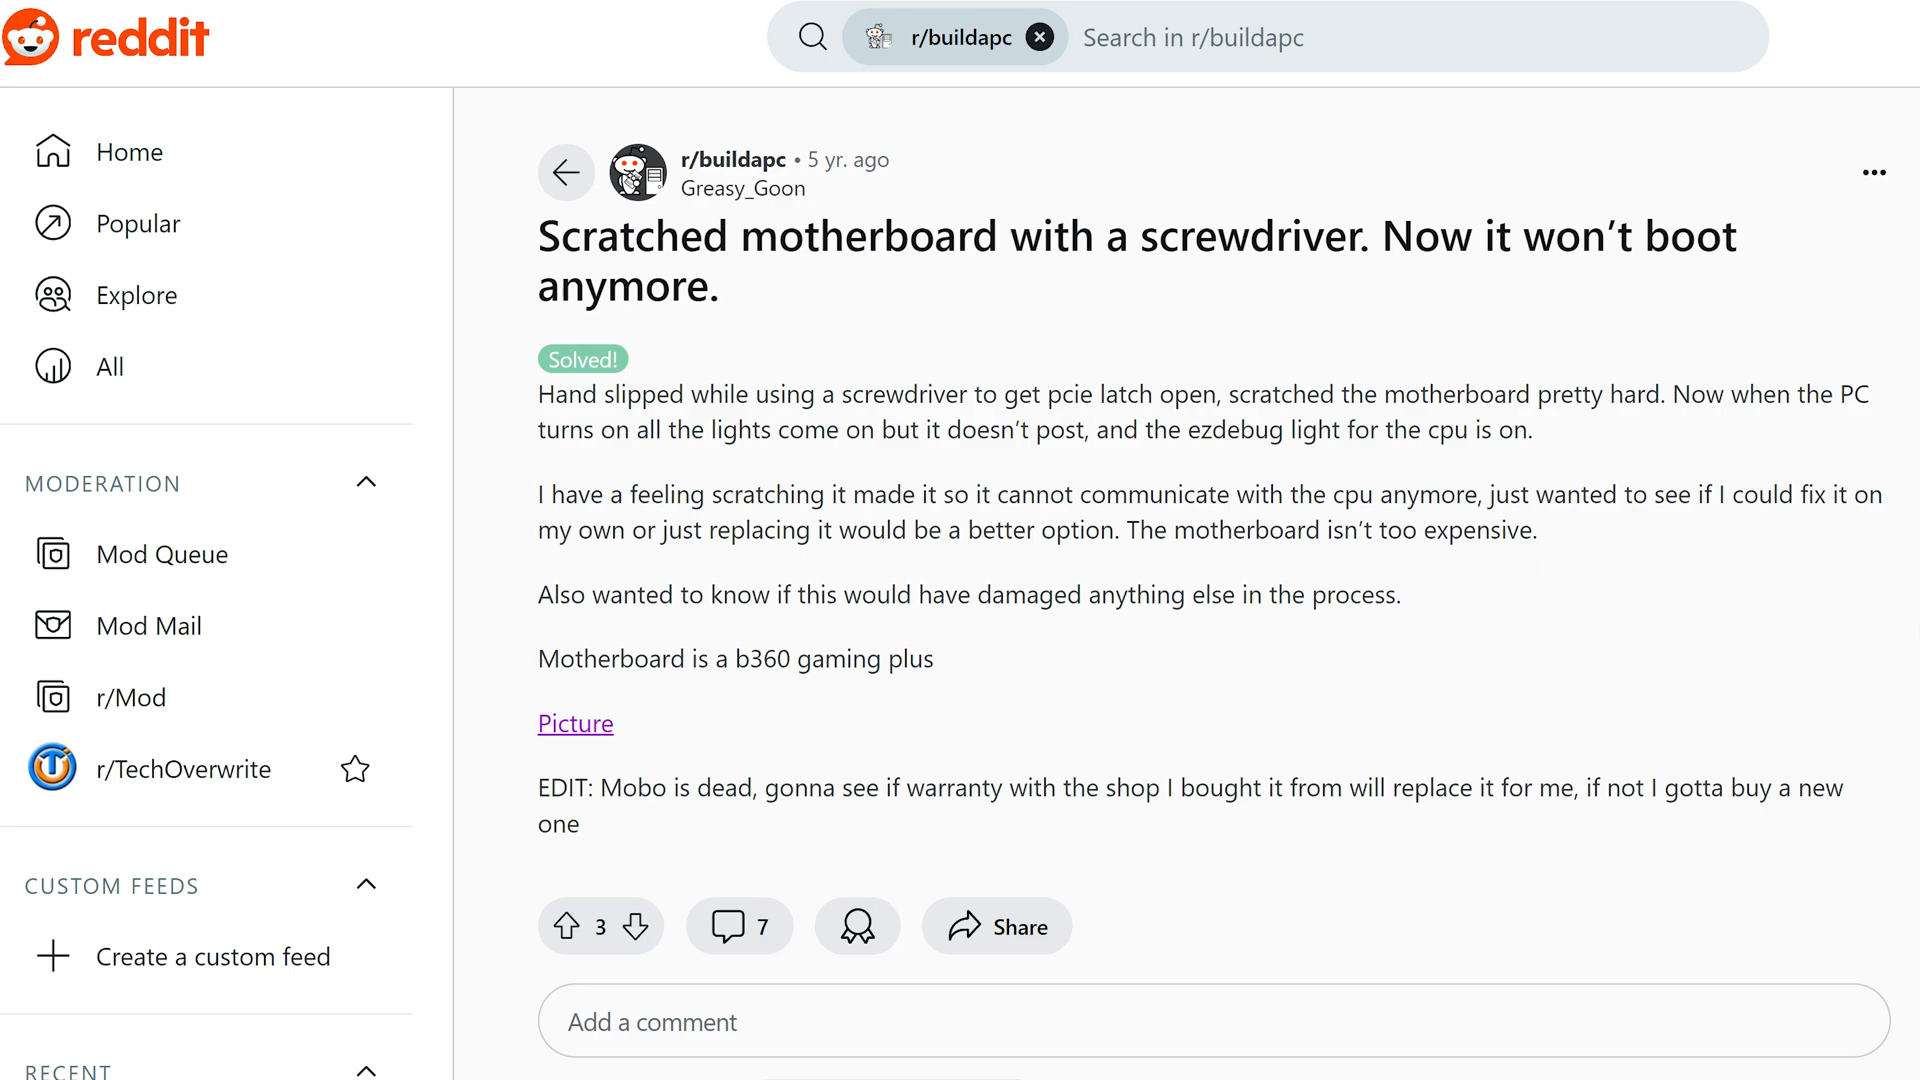 reddit
r/buildapc
Search in r/buildapc
Home
Popular
Explore
All
MODERATION
Mod Queue
Mod Mail
r/Mod
r/TechOverwrite
CUSTOM FEEDS
Create a custom feed
RECENT
r/buildapc • 5 yr. ago
Greasy_Goon
Scratched motherboard with a screwdriver. Now it won’t boot
anymore.
Solved!
Hand slipped while using a screwdriver to get pcie latch open, scratched the motherboard pretty hard. Now when the PC
turns on all the lights come on but it doesn’t post, and the ezdebug light for the cpu is on.
I have a feeling scratching it made it so it cannot communicate with the cpu anymore, just wanted to see if I could fix it on
my own or just replacing it would be a better option. The motherboard isn’t too expensive.
Also wanted to know if this would have damaged anything else in the process.
Motherboard is a b360 gaming plus
Picture
EDIT: Mobo is dead, gonna see if warranty with the shop I bought it from will replace it for me, if not I gotta buy a new
one
3
7
Share
Add a comment